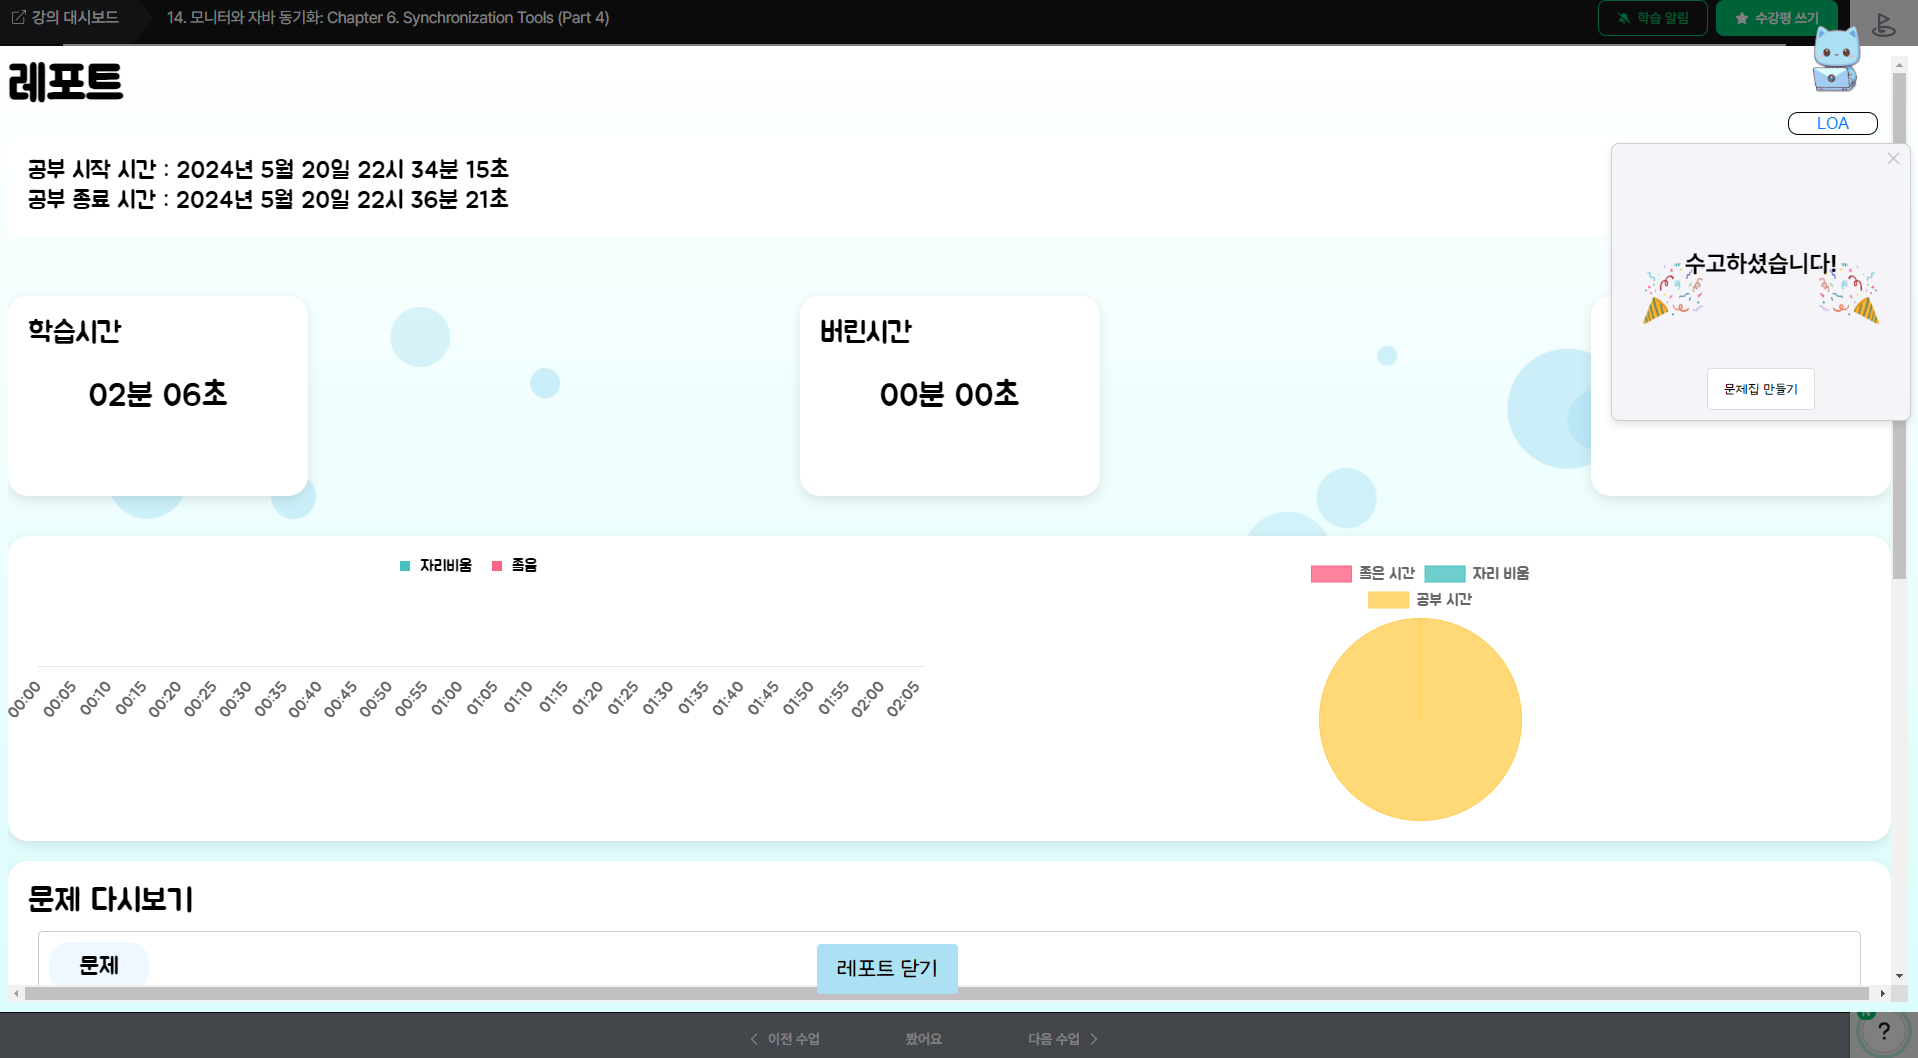 강의 대시보드
14. 모니터와 자바 동기화: Chapter 6. Synchronization Tools (Part 4)
학습 알림
수강평 쓰기
레포트
LOA
공부 시작 시간 : 2024년 5월 20일 22시 34분 15초
공부 종료 시간 : 2024년 5월 20일 22시 36분 21초
수고하셨습니다!
문제집 만들기
학습시간
02분 06초
버린시간
00분 00초
자리비움
졸음
졸은 시간
자리 비움
공부 시간
00:00 00:05 00:10 00:15 00:20 00:25 00:30 00:35 00:40 00:45 00:50 00:55 01:00 01:05 01:10 01:15 01:20 01:25 01:30 01:35 01:40 01:45 01:50 01:55 02:00 02:05
문제 다시보기
문제
레포트 닫기
이전 수업
봤어요
다음 수업
N
?